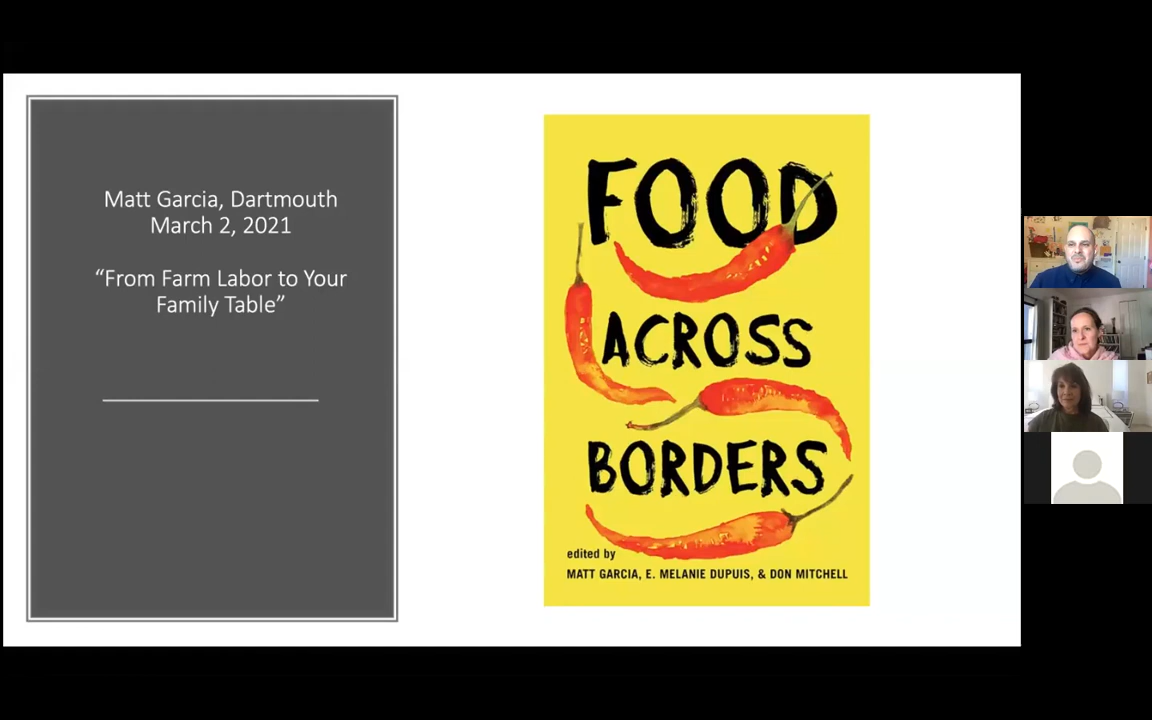 Matt Garcia, Dartmouth
March 2, 2021
“From Farm Labor to Your
Family Table”
FOOD
ACROSS
BORDERS
edited by
MATT GARCIA, E. MELANIE DUPUIS, & DON MITCHELL